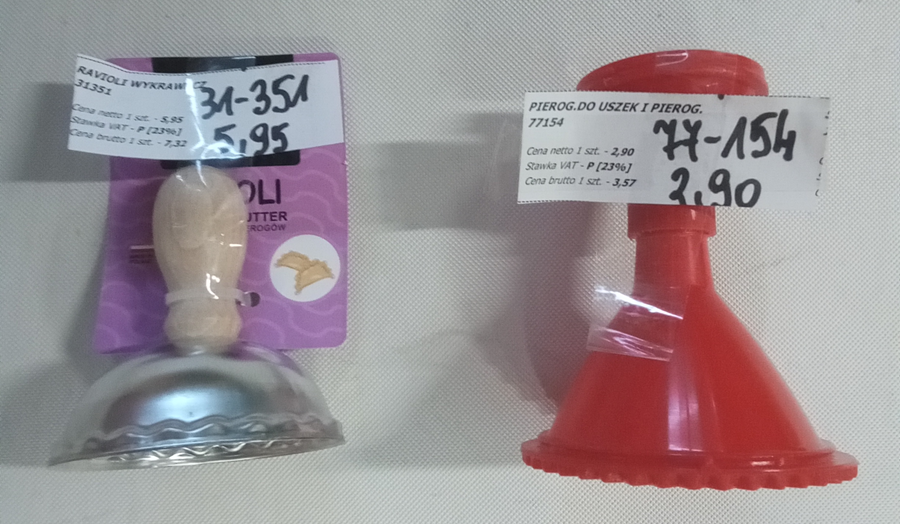 RAVIOLI WYKRAWACZ
31351
31-351
Cena netto 1 szt. - 5,95
Stawka VAT - P [23%]
Cena brutto 1 szt. - 7,32
5,95
OLI
UTTER
EROGÓW
PIEROG.DO USZEK I PIEROG.
77154
77-154
Cena netto 1 szt. - 2,90
Stawka VAT - P [23%]
Cena brutto 1 szt. - 3,57
2,90